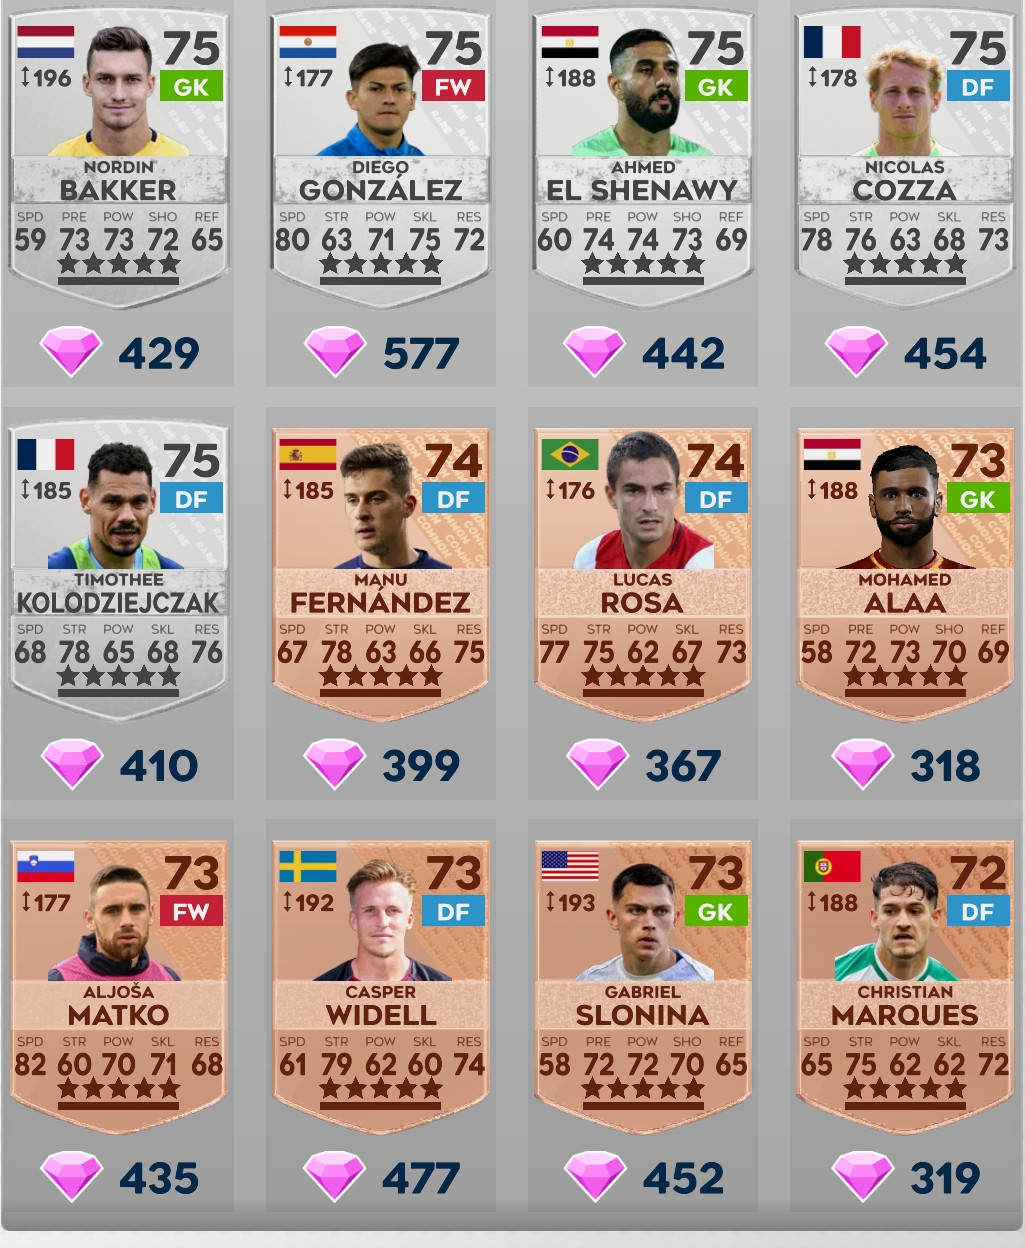 196 75 GK
NORDIN
BAKKER
SPD PRE POW SHO REF
59 73 73 72 65
429
177 75 FW
DIEGO
GONZÁLEZ
SPD STR POW SKL RES
80 63 71 75 72
577
188 75 GK
AHMED
EL SHENAWY
SPD PRE POW SHO REF
60 74 74 73 69
442
178 75 DF
NICOLAS
COZZA
SPD STR POW SKL RES
78 76 63 68 73
454
185 75 DF
TIMOTHEE
KOLODZIEJCZAK
SPD STR POW SKL RES
68 78 65 68 76
410
185 74 DF
MANU
FERNÁNDEZ
SPD STR POW SKL RES
67 78 63 66 75
399
176 74 DF
LUCAS
ROSA
SPD STR POW SKL RES
77 75 62 67 73
367
188 73 GK
MOHAMED
ALAA
SPD PRE POW SHO REF
58 72 73 70 69
318
177 73 FW
ALJOŠA
MATKO
SPD STR POW SKL RES
82 60 70 71 68
435
192 73 DF
CASPER
WIDELL
SPD STR POW SKL RES
61 79 62 60 74
477
193 73 GK
GABRIEL
SLONINA
SPD PRE POW SHO REF
58 72 72 70 65
452
188 72 DF
CHRISTIAN
MARQUES
SPD STR POW SKL RES
65 75 62 62 72
319